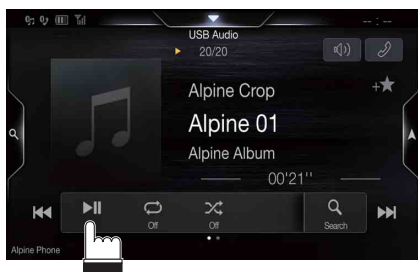 -- : --
USB Audio
20/20
Alpine Crop
Alpine 01
Alpine Album
00'21''
Off
Off
Search
Alpine Phone